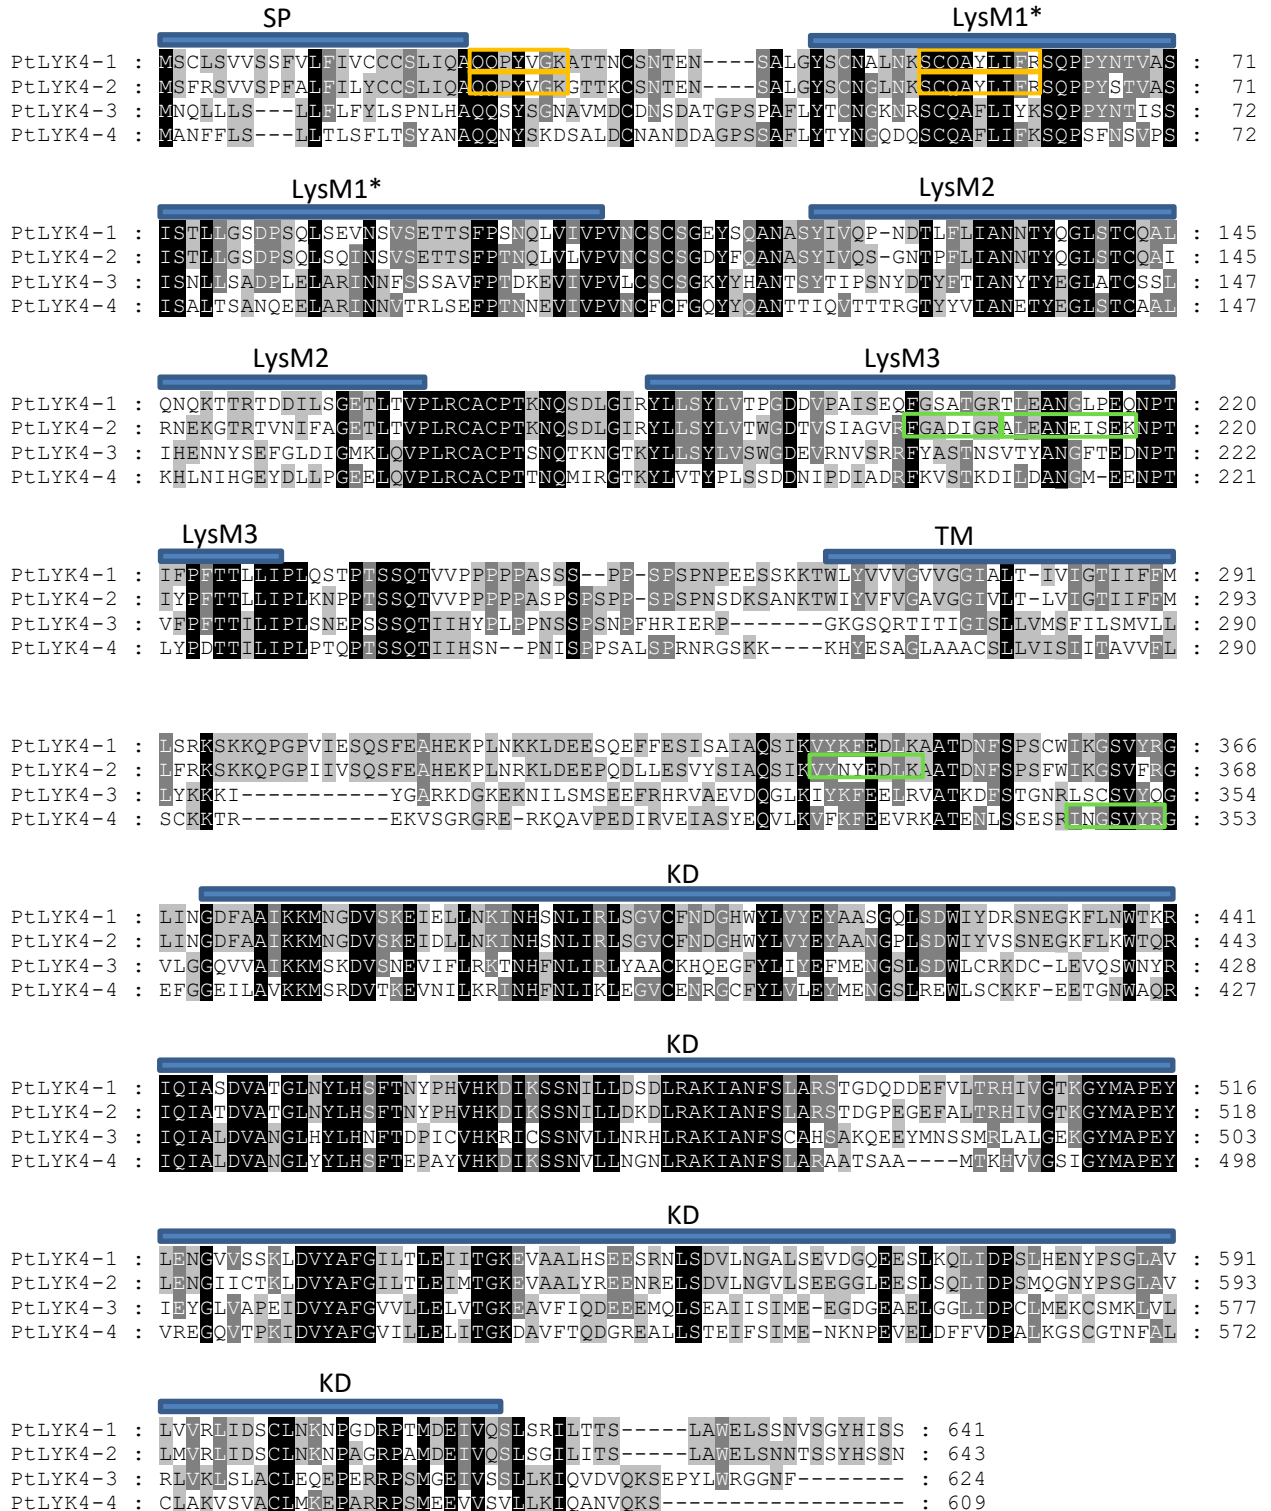 SP LysM1*
PtLYK4-1 : MSCLSVVSSFVLFIVCCCSLIQAQQPYVGKATTNCSNTEN----SALGYSCNALNKSCQAYLIFRSQPPYNTVAS : 71
PtLYK4-2 : MSFRSVVSPFALFILYCCSLIQAQQPYVGKGTTKCSNTEN----SALGYSCNGLNKSCQAYLIFRSQPPYSTVAS : 71
PtLYK4-3 : MNQLLLS---LLFLFYLSPNLHAQQSYSGNAVMDCDNSDATGPSPAFLYTCNGKNRSCQAFLIYKSQPPYNTISS : 72
PtLYK4-4 : MANFFLS---LLTLSFLTSYANAQQNYSKDSALDCNANDDAGPSSAFLYTYNGQDQSCQAFLIFKSQPSFNSVPS : 72
LysM1* LysM2
PtLYK4-1 : ISTLLGSDPSQLSEVNSVSETTSFPSNQLVIVPVNCSCSGEYSQANASYIVQP-NDTLFLIANNTYQGLSTCQAL : 145
PtLYK4-2 : ISTLLGSDPSQLSQINSVSETTSFPTNQLVLVPVNCSCSGDYFQANASYIVQS-GNTPFLIANNTYQGLSTCQAI : 145
PtLYK4-3 : ISNLLSADPLELARINNFSSSAVFPTDKEVIVPVLCSCSGKYYHANTSYTIPSNYDTYFTIANYTYEGLATCSSL : 147
PtLYK4-4 : ISALTSANQEELARINNVTRLSEFPTNNEVIVPVNCFCFGQYYQANTTIQVTTTRGTYYVIANETYEGLSTCAAL : 147
LysM2 LysM3
PtLYK4-1 : QNQKTTRTDDILSGETLTVPLRCACPTKNQSDLGIRYLLSYLVTPGDDVPAISEQFGSATGRTLEANGLPEQNPT : 220
PtLYK4-2 : RNEKGTRTVNIFAGETLTVPLRCACPTKNQSDLGIRYLLSYLVTWGDTVSIAGVRFGADIGRALEANEISEKNPT : 220
PtLYK4-3 : IHENNYSEFGLDIGMKLQVPLRCACPTSNQTKNGTKYLLSYLVSWGDEVRNVSRRFYASTNSVTYANGFTEDNPT : 222
PtLYK4-4 : KHLNIHGEYDLLPGEELQVPLRCACPTTNQMIRGTKYLVTYPLSSDDNIPDIADRFKVSTKDILDANGM-EENPT : 221
LysM3 TM
PtLYK4-1 : IFPFTTLLIPLQSTPTSSQTVVPPPPPASSS--PP-SPSPNPEESSKKTWLYVVVGVVGGIALT-IVIGTIIFFM : 291
PtLYK4-2 : IYPFTTLLIPLKNPPTSSQTVVPPPPPASPSPSPP-SPSPNSDKSANKTWIYVFVGAVGGIVLT-LVIGTIIFFM : 293
PtLYK4-3 : VFPFTTILIPLSNEPSSSQTIIHYPLPPNSSPSNPFHRIERP-------GKGSQRTITIGISLLVMSFILSMVLL : 290
PtLYK4-4 : LYPDTTILIPLPTQPTSSQTIIHSN--PNISPPSALSPRNRGSKK----KHYESAGLAAACSLLVISIITAVVFL : 290
PtLYK4-1 : LSRKSKKQPGPVIESQSFEAHEKPLNKKLDEESQEFFESISAIAQSIKVYKFEDLKAATDNFSPSCWIKGSVYRG : 366
PtLYK4-2 : LFRKSKKQPGPIIVSQSFEAHEKPLNRKLDEEPQDLLESVYSIAQSIKVYNYEDLKAATDNFSPSFWIKGSVFRG : 368
PtLYK4-3 : LYKKKI-----------YGARKDGKEKNILSMSEEFRHRVAEVDQGLKIYKFEELRVATKDFSTGNRLSCSVYQG : 354
PtLYK4-4 : SCKKTR-----------EKVSGRGRE-RKQAVPEDIRVEIASYEQVLKVFKFEEVRKATENLSSESRINGSVYRG : 353
KD
PtLYK4-1 : LINGDFAAIKKMNGDVSKEIELLNKINHSNLIRLSGVCFNDGHWYLVYEYAASGQLSDWIYDRSNEGKFLNWTKR : 441
PtLYK4-2 : LINGDFAAIKKMNGDVSKEIDLLNKINHSNLIRLSGVCFNDGHWYLVYEYAANGPLSDWIYVSSNEGKFLKWTQR : 443
PtLYK4-3 : VLGGQVVAIKKMSKDVSNEVIFLRKTNHFNLIRLYAACKHQEGFYLIYEFMENGSLSDWLCRKDC-LEVQSWNYR : 428
PtLYK4-4 : EFGGEILAVKKMSRDVTKEVNILKRINHFNLIKLEGVCENRGCFYLVLEYMENGSLREWLSCKKF-EETGNWAQR : 427
KD
PtLYK4-1 : IQIASDVATGLNYLHSFTNYPHVHKDIKSSNILLDSDLRAKIANFSLARSTGDQDDEFVLTRHIVGTKGYMAPEY : 516
PtLYK4-2 : IQIATDVATGLNYLHSFTNYPHVHKDIKSSNILLDKDLRAKIANFSLARSTDGPEGEFALTRHIVGTKGYMAPEY : 518
PtLYK4-3 : IQIALDVANGLHYLHNFTDPICVHKRICSSNVLLNRHLRAKIANFSCAHSAKQEEYMNSSMRLALGEKGYMAPEY : 503
PtLYK4-4 : IQIALDVANGLYYLHSFTEPAYVHKDIKSSNVLLNGNLRAKIANFSLARAATSAA----MTKHVVGSIGYMAPEY : 498
KD
PtLYK4-1 : LENGVVSSKLDVYAFGILTLEIITGKEVAALHSEESRNLSDVLNGALSEVDGQEESLKQLIDPSLHENYPSGLAV : 591
PtLYK4-2 : LENGIICTKLDVYAFGILTLEIMTGKEVAALYREENRELSDVLNGVLSEEGGLEESLSQLIDPSMQGNYPSGLAV : 593
PtLYK4-3 : IEYGLVAPEIDVYAFGVVLLELVTGKEAVFIQDEEEMQLSEAIISIME-EGDGEAELGGLIDPCLMEKCSMKLVL : 577
PtLYK4-4 : VREGQVTPKIDVYAFGVILLELITGKDAVFTQDGREALLSTEIFSIME-NKNPEVELDFFVDPALKGSCGTNFAL : 572
KD
PtLYK4-1 : LVVRLIDSCLNKNPGDRPTMDEIVQSLSRILTTS-----LAWELSSNVSGYHISS : 641
PtLYK4-2 : LMVRLIDSCLNKNPAGRPAMDEIVQSLSGILITS-----LAWELSNNTSSYHSSN : 643
PtLYK4-3 : RLVKLSLACLEQEPERRPSMGEIVSSLLKIQVDVQKSEPYLWRGGNF-------- : 624
PtLYK4-4 : CLAKVSVACLMKEPARRPSMEEVVSVLLKIQANVQKS------------------ : 609